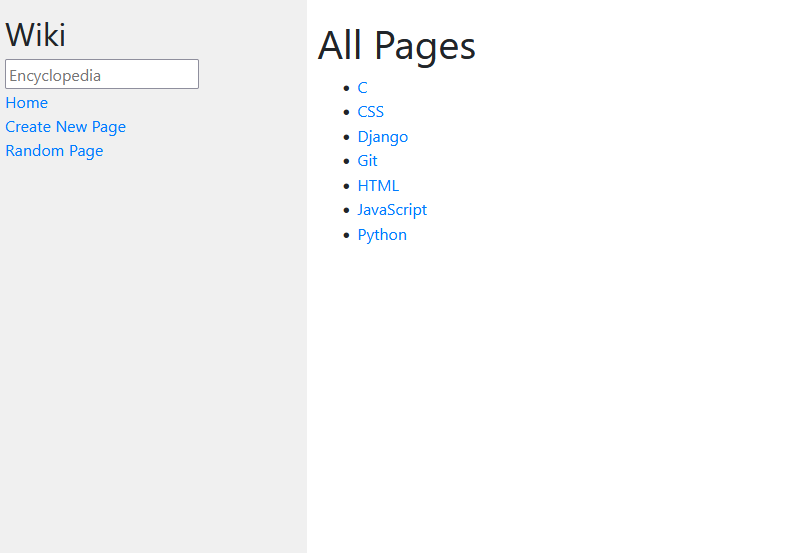 Wiki
Encyclopedia
Home
Create New Page
Random Page
All Pages
C
CSS
Django
Git
HTML
JavaScript
Python